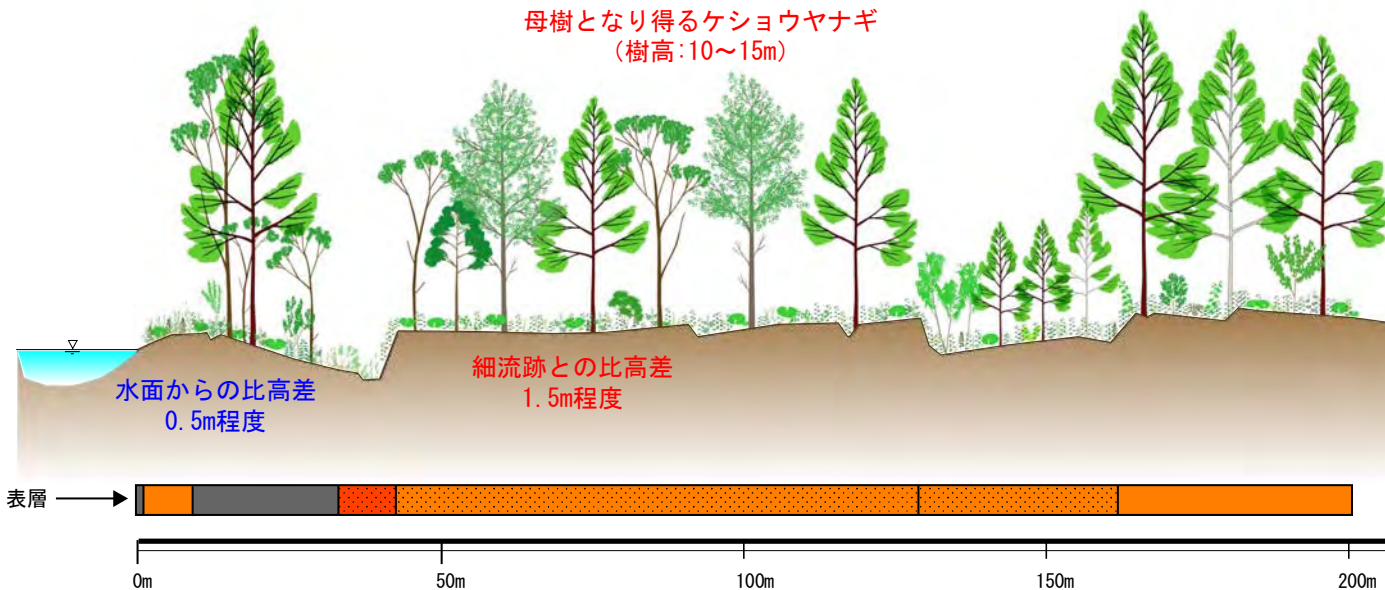 母樹となり得るケショウヤナギ
(樹高:10～15m)
▽
水面からの比高差
0.5m程度
細流跡との比高差
1.5m程度
表層
0m
50m
100m
150m
200m